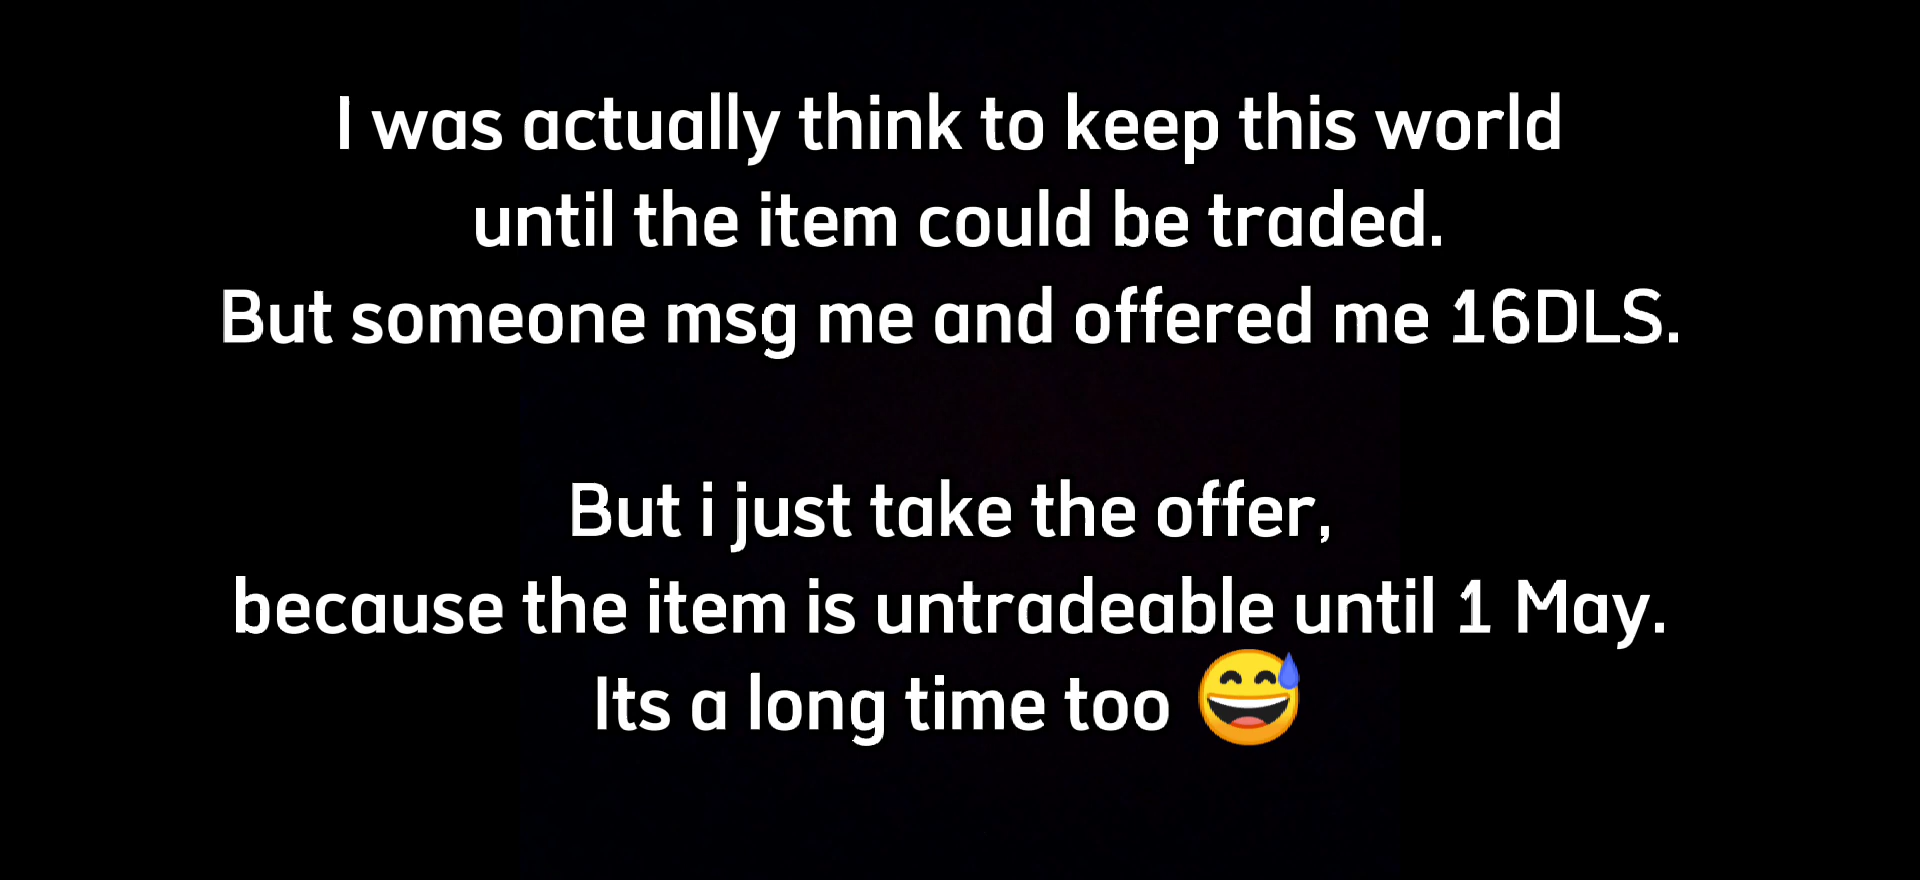 I was actually think to keep this world
until the item could be traded.
But someone msg me and offered me 16DLS.
But i just take the offer,
because the item is untradeable until 1 May.
Its a long time too 😅